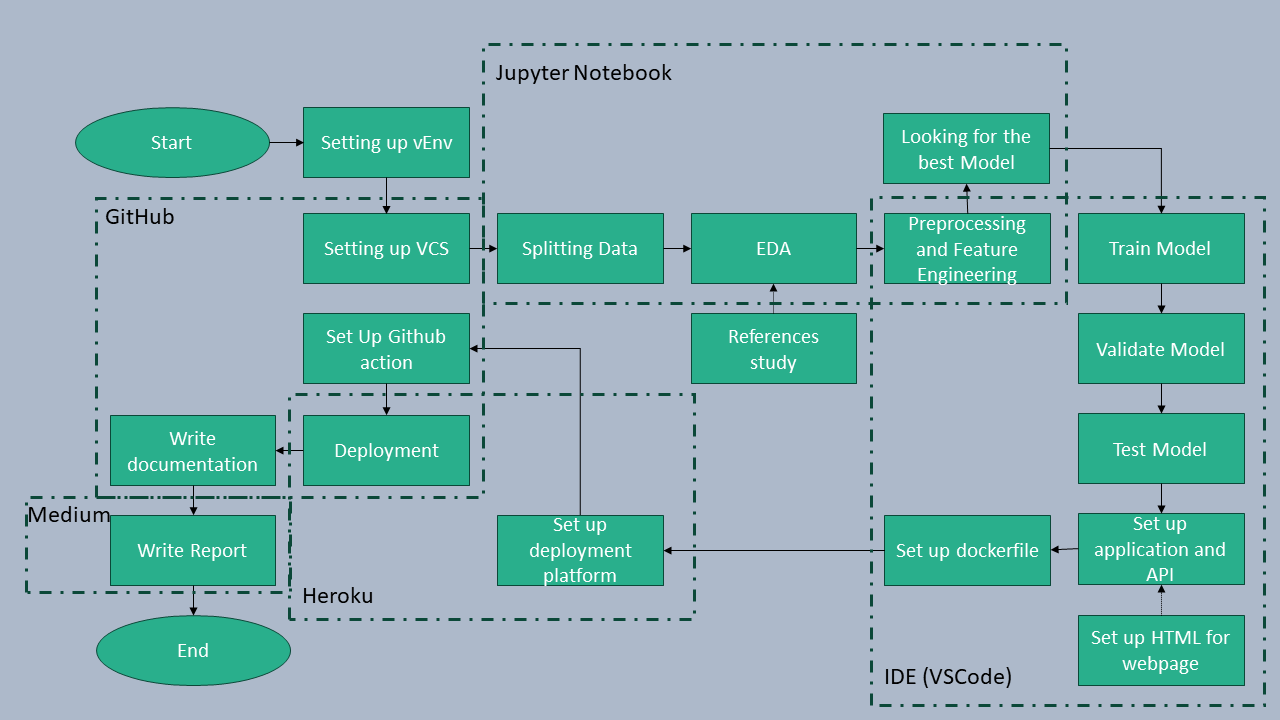 Jupyter Notebook
Start
Setting up vEnv
Looking for the
best Model
GitHub
Setting up VCS
Splitting Data
EDA
Preprocessing
and Feature
Engineering
Train Model
Set Up Github
action
References
study
Validate Model
Write
documentation
Deployment
Test Model
Medium
Write Report
Set up
deployment
platform
Set up dockerfile
Set up
application and
API
Heroku
End
Set up HTML for
webpage
IDE (VSCode)